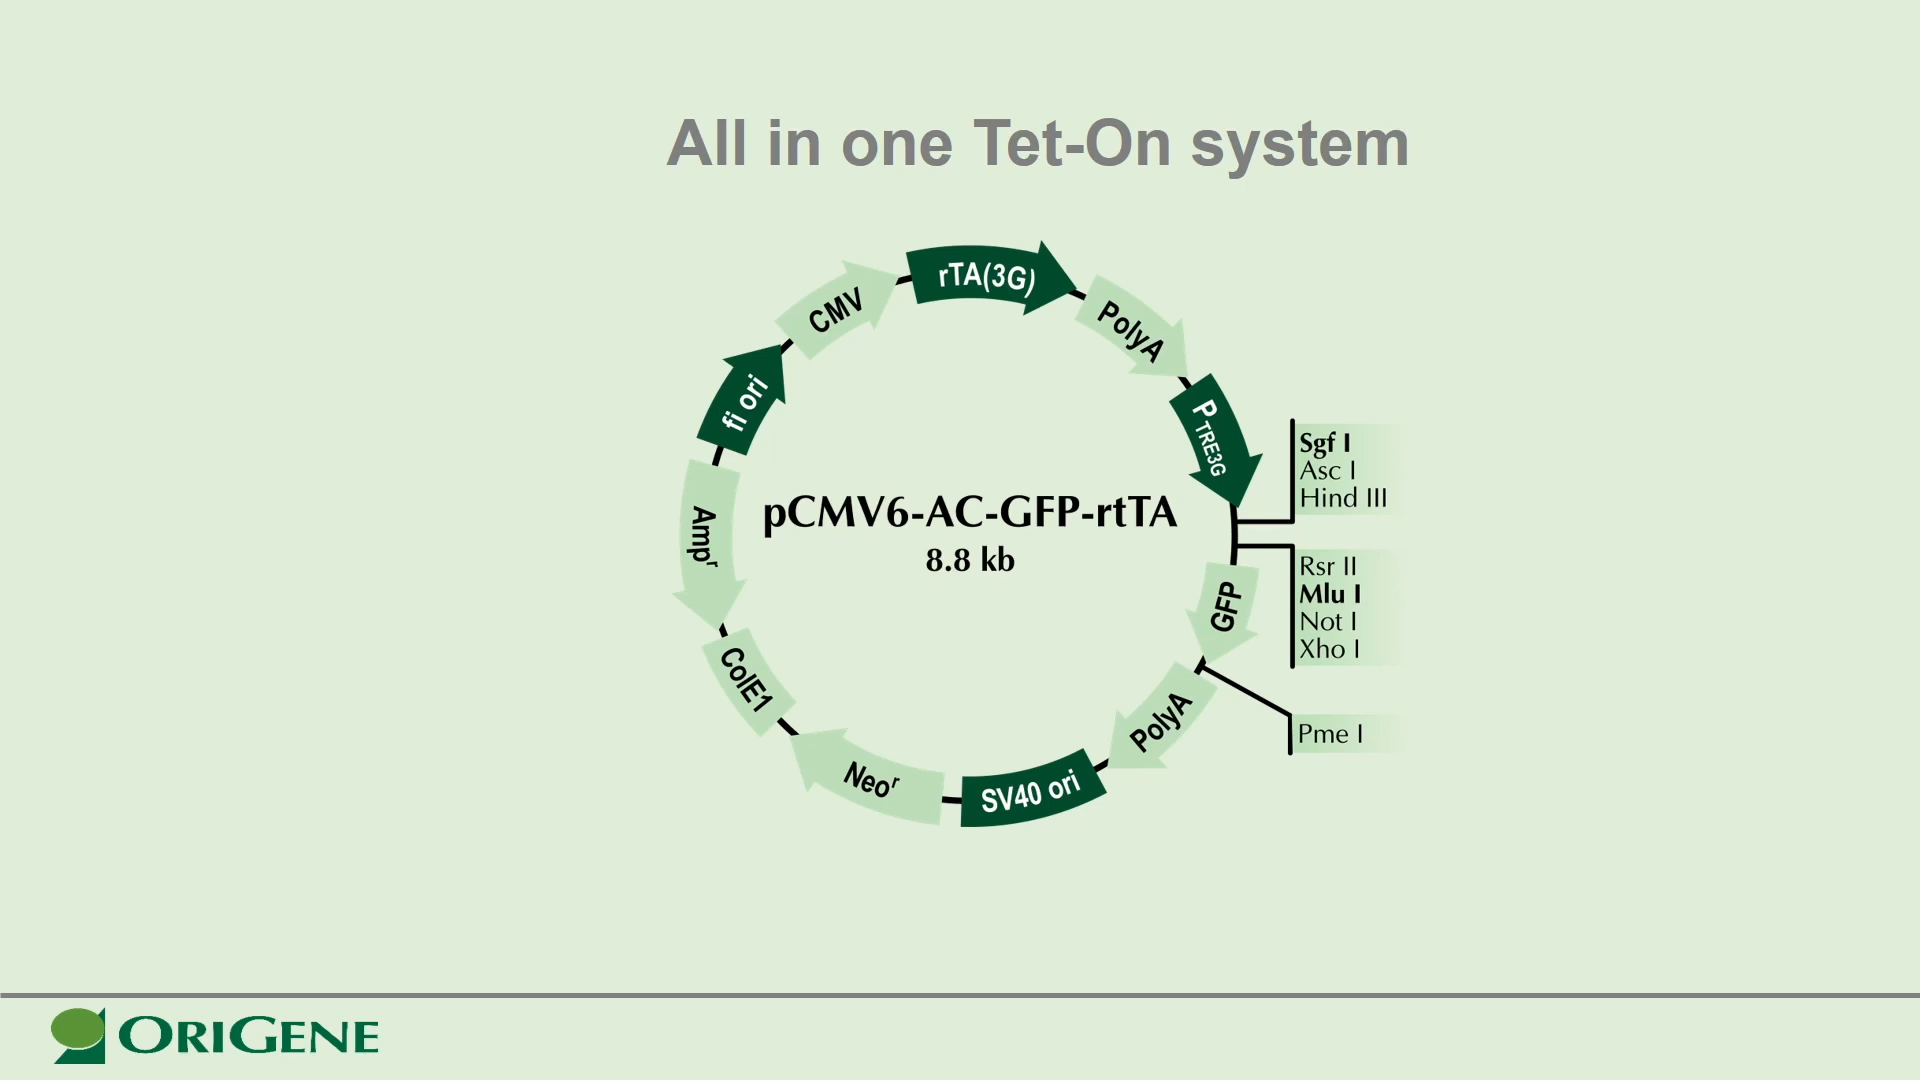 All in one Tet-On system
rTA(3G)
PolyA
P TRE3G
Sgf I
Asc I
Hind III
Rsr II
Mlu I
Not I
Xho I
GFP
Pme I
PolyA
SV40 ori
Neoʳ
ColE1
Ampʳ
fi ori
CMV
pCMV6-AC-GFP-rtTA
8.8 kb
ORIGENE